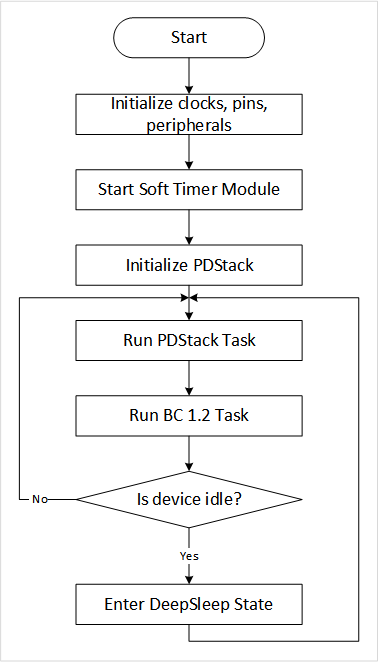 Start
Initialize clocks, pins,
peripherals
Start Soft Timer Module
Initialize PDStack
Run PDStack Task
Run BC 1.2 Task
Is device idle?
No
Yes
Enter DeepSleep State